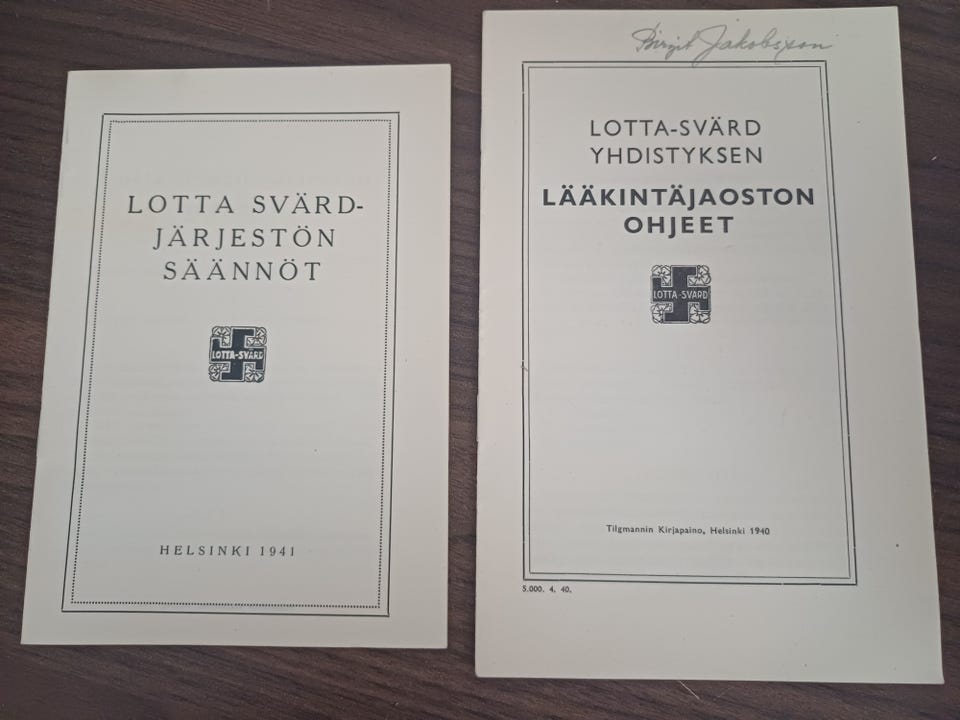 LOTTA SVÄRD-
JÄRJESTÖN
SÄÄNNÖT
LOTTA-SVÄRD
HELSINKI 1941
Birgit Jakobsson
LOTTA-SVÄRD
YHDISTYKSEN
LÄÄKINTÄJAOSTON
OHJEET
LOTTA-SVÄRD
Tilgmannin Kirjapaino, Helsinki 1940
5.000. 4. 40.